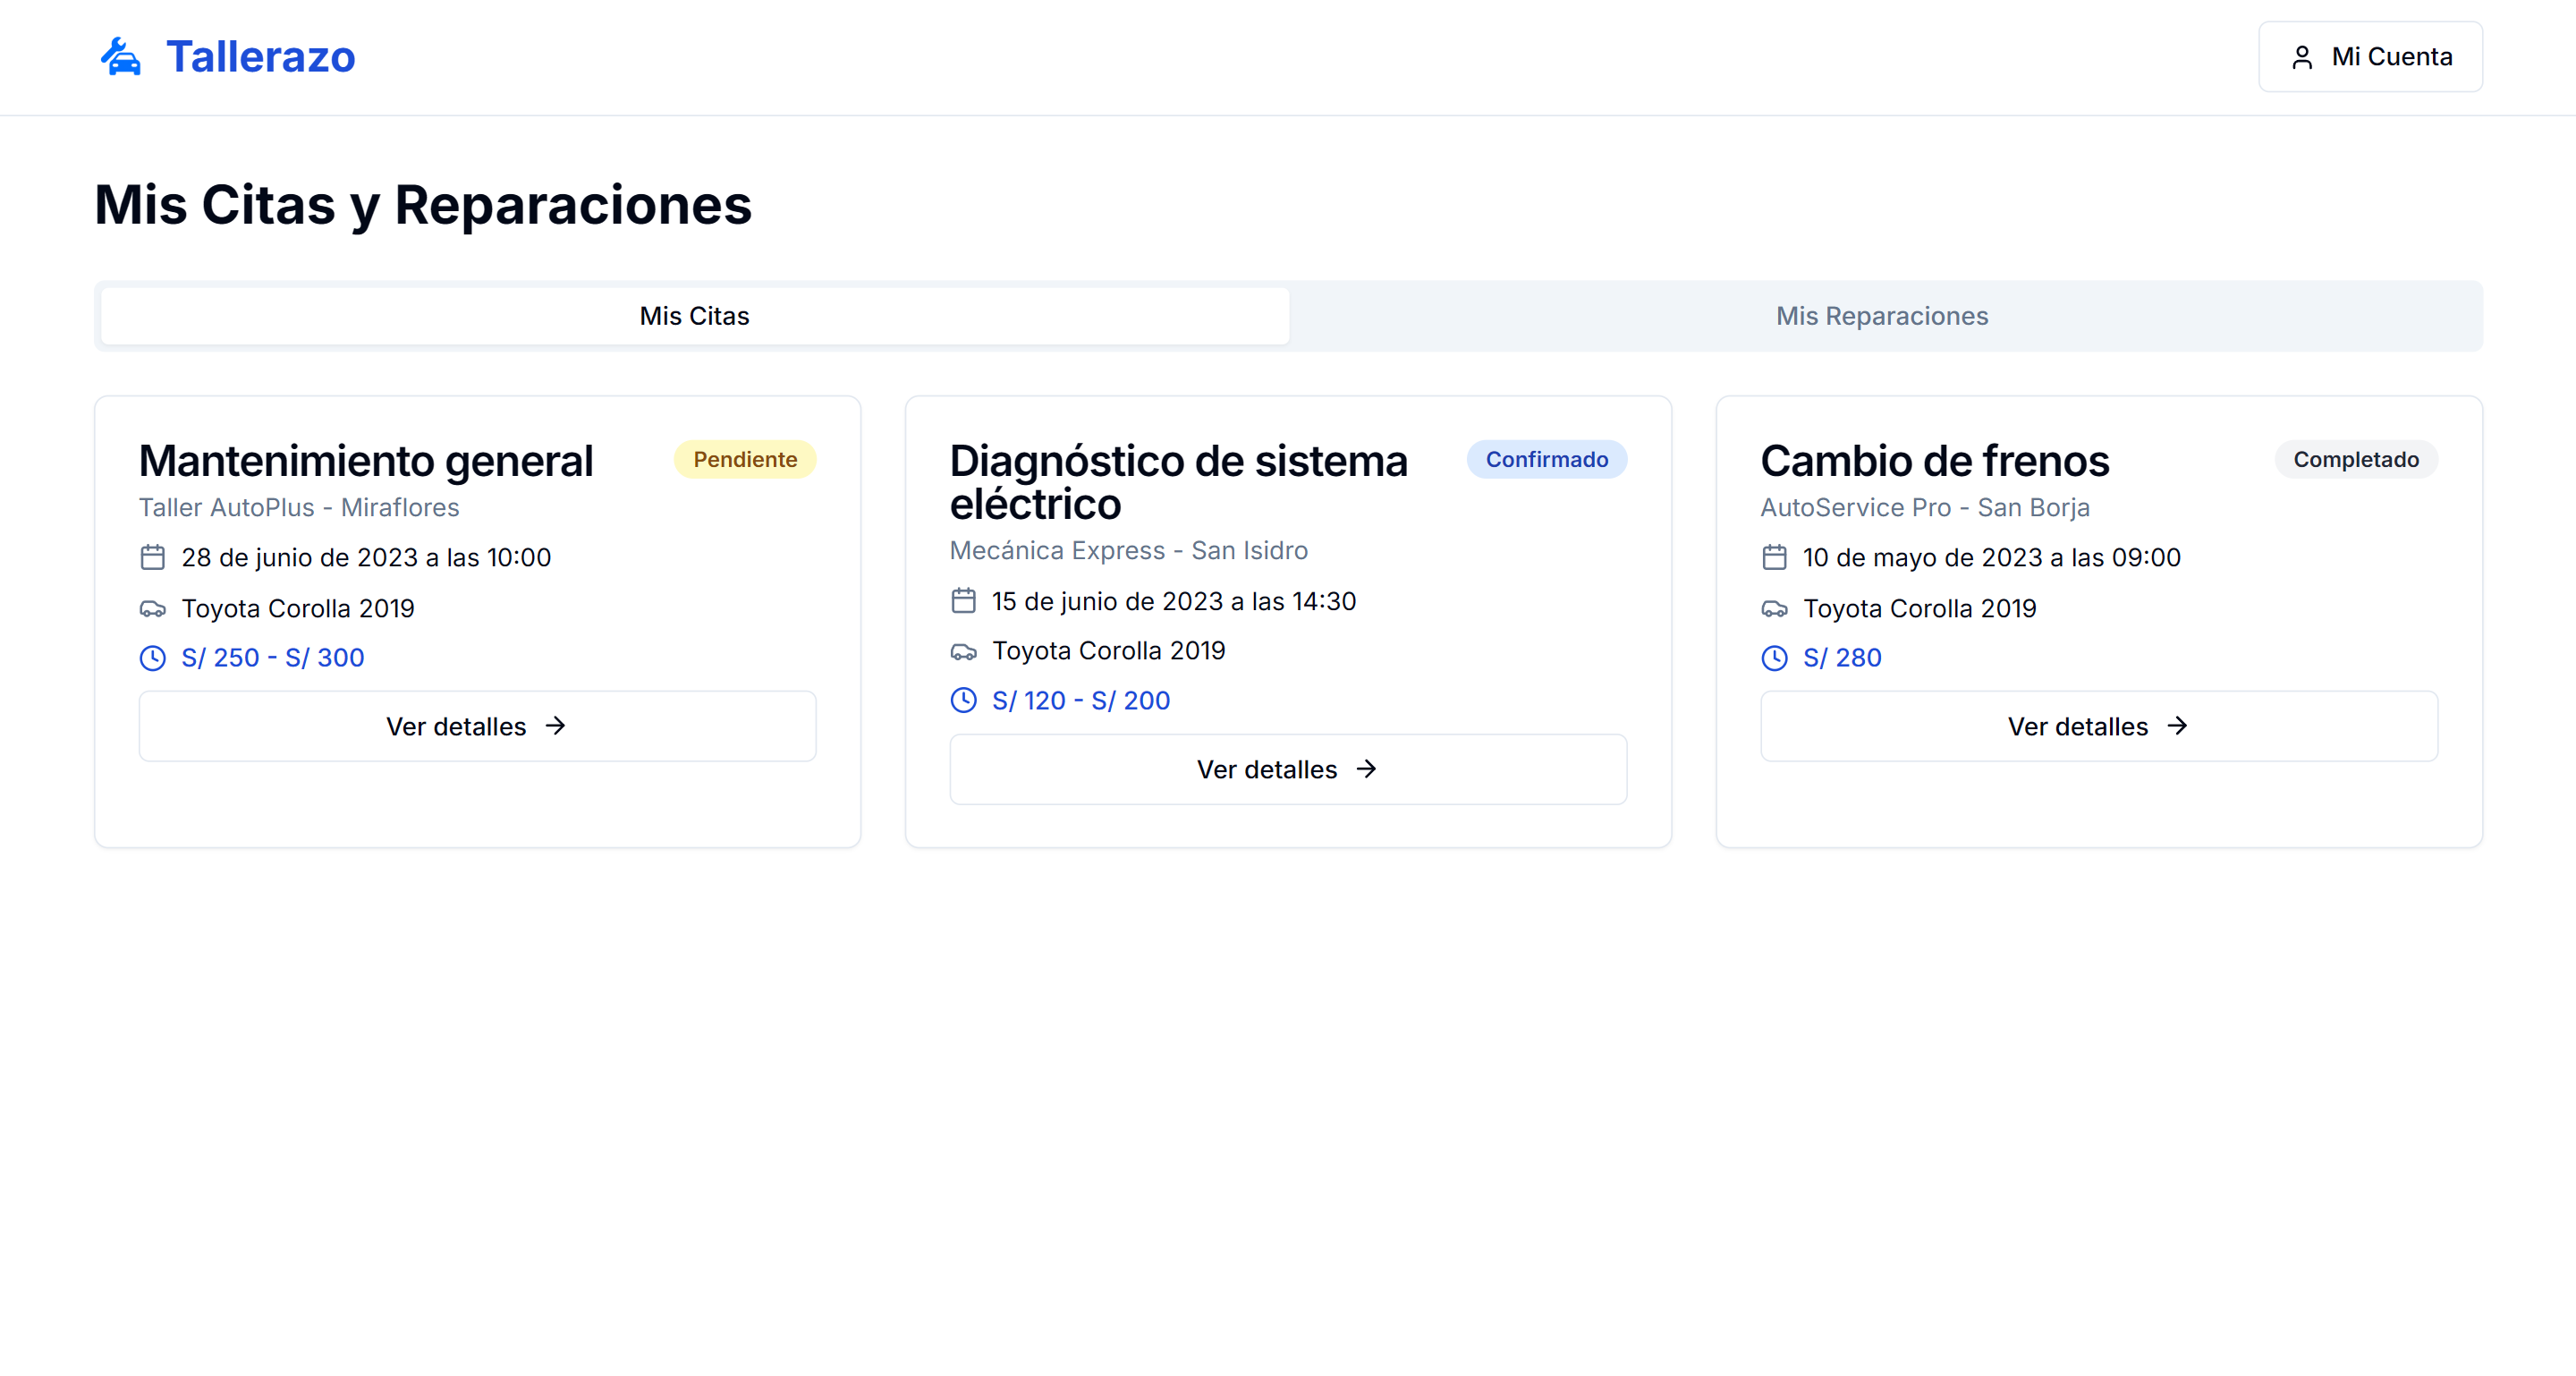 Tallerazo
Mi Cuenta
Mis Citas y Reparaciones
Mis Citas
Mis Reparaciones
Mantenimiento general
Pendiente
Taller AutoPlus - Miraflores
28 de junio de 2023 a las 10:00
Toyota Corolla 2019
S/ 250 - S/ 300
Ver detalles
Diagnóstico de sistema
eléctrico
Confirmado
Mecánica Express - San Isidro
15 de junio de 2023 a las 14:30
Toyota Corolla 2019
S/ 120 - S/ 200
Ver detalles
Cambio de frenos
Completado
AutoService Pro - San Borja
10 de mayo de 2023 a las 09:00
Toyota Corolla 2019
S/ 280
Ver detalles